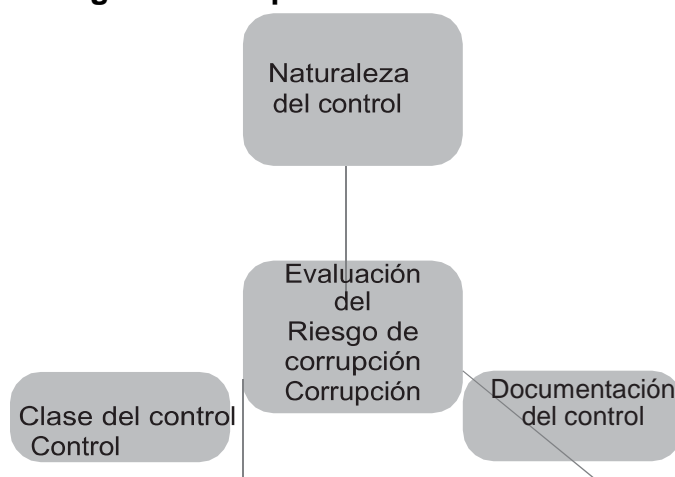 Naturaleza
del control
Evaluación
del
Riesgo de
corrupción
Corrupción
Clase del control
Control
Documentación
del control